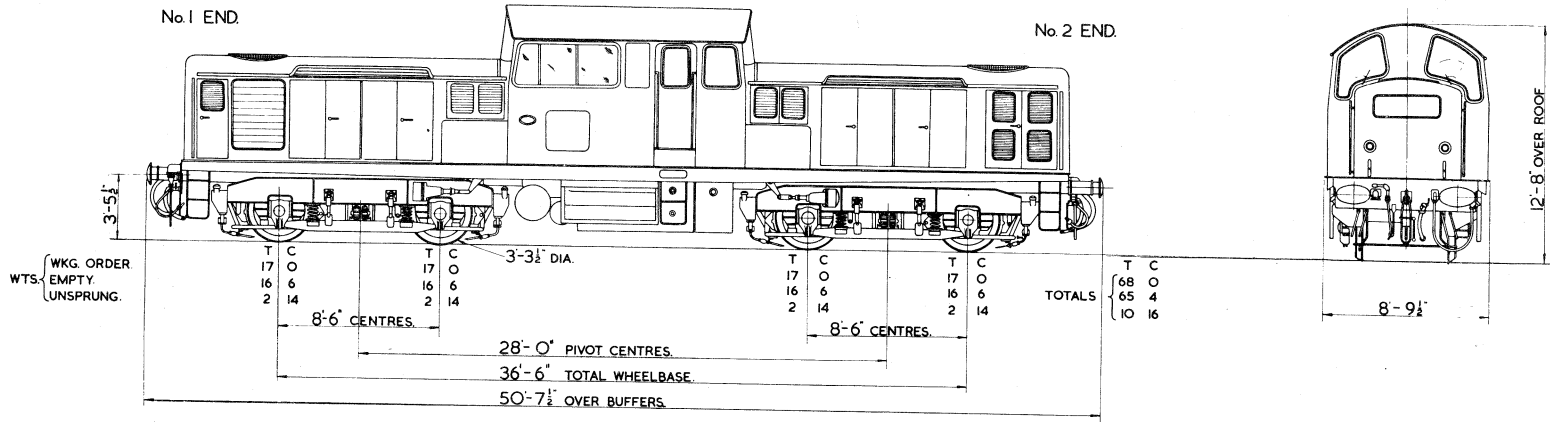 No. 1 END.
No. 2 END.
12'-8" OVER ROOF
3'-5½"
3'-3½" DIA.
WTS. { WKG. ORDER.
EMPTY.
UNSPRUNG.
T C
17 0
16 6
2 14
T C
17 0
16 6
2 14
T C
17 0
16 6
2 14
T C
17 0
16 6
2 14
TOTALS {
T C
68 0
65 4
10 16
8'-9½"
8'-6" CENTRES.
8'-6" CENTRES.
28'-0" PIVOT CENTRES.
36'-6" TOTAL WHEELBASE.
50'-7½" OVER BUFFERS.